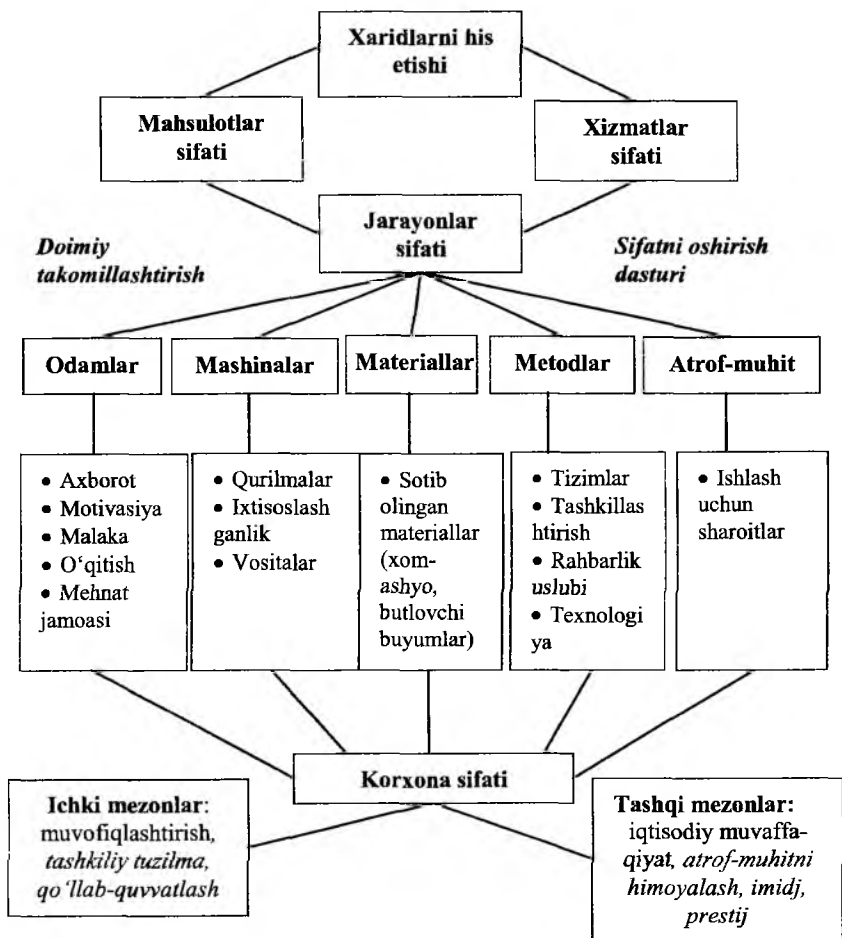 Xaridlarni his
etishi
Mahsulotlar
sifati
Xizmatlar
sifati
Jarayonlar
sifati
Doimiy
takomillashtirish
Sifatni oshirish
dasturi
Odamlar
Mashinalar
Materiallar
Metodlar
Atrof-muhit
• Axborot
• Motivasiya
• Malaka
• O‘qitish
• Mehnat
jamoasi
• Qurilmalar
• Ixtisoslash
ganlik
• Vositalar
• Sotib
olingan
materiallar
(xom-
ashyo,
butlovchi
buyumlar)
• Tizimlar
• Tashkillas
htirish
• Rahbarlik
uslubi
• Texnologi
ya
• Ishlash
uchun
sharoitlar
Korxona sifati
Ichki mezonlar:
muvofiqlashtirish,
tashkiliy tuzilma,
qo‘llab-quvvatlash
Tashqi mezonlar:
iqtisodiy muvaffa-
qiyat, atrof-muhitni
himoyalash, imidj,
prestij